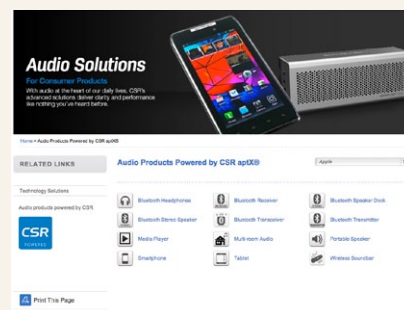 Audio Solutions
For Consumer Products
With audio at the heart of our daily lives, CSR's
advanced solutions deliver clarity and performance
like nothing you've heard before.
Home > Audio Products Powered by CSR aptX®
RELATED LINKS
Audio Products Powered by CSR aptX®
Apple
Technology Solutions
Audio products powered by CSR
CSR
POWERED
Bluetooth Headphones
Bluetooth Receiver
Bluetooth Speaker Dock
Bluetooth Stereo Speaker
Bluetooth Transceiver
Bluetooth Transmitter
Media Player
Multi-room Audio
Portable Speaker
Smartphone
Tablet
Wireless Soundbar
Print This Page